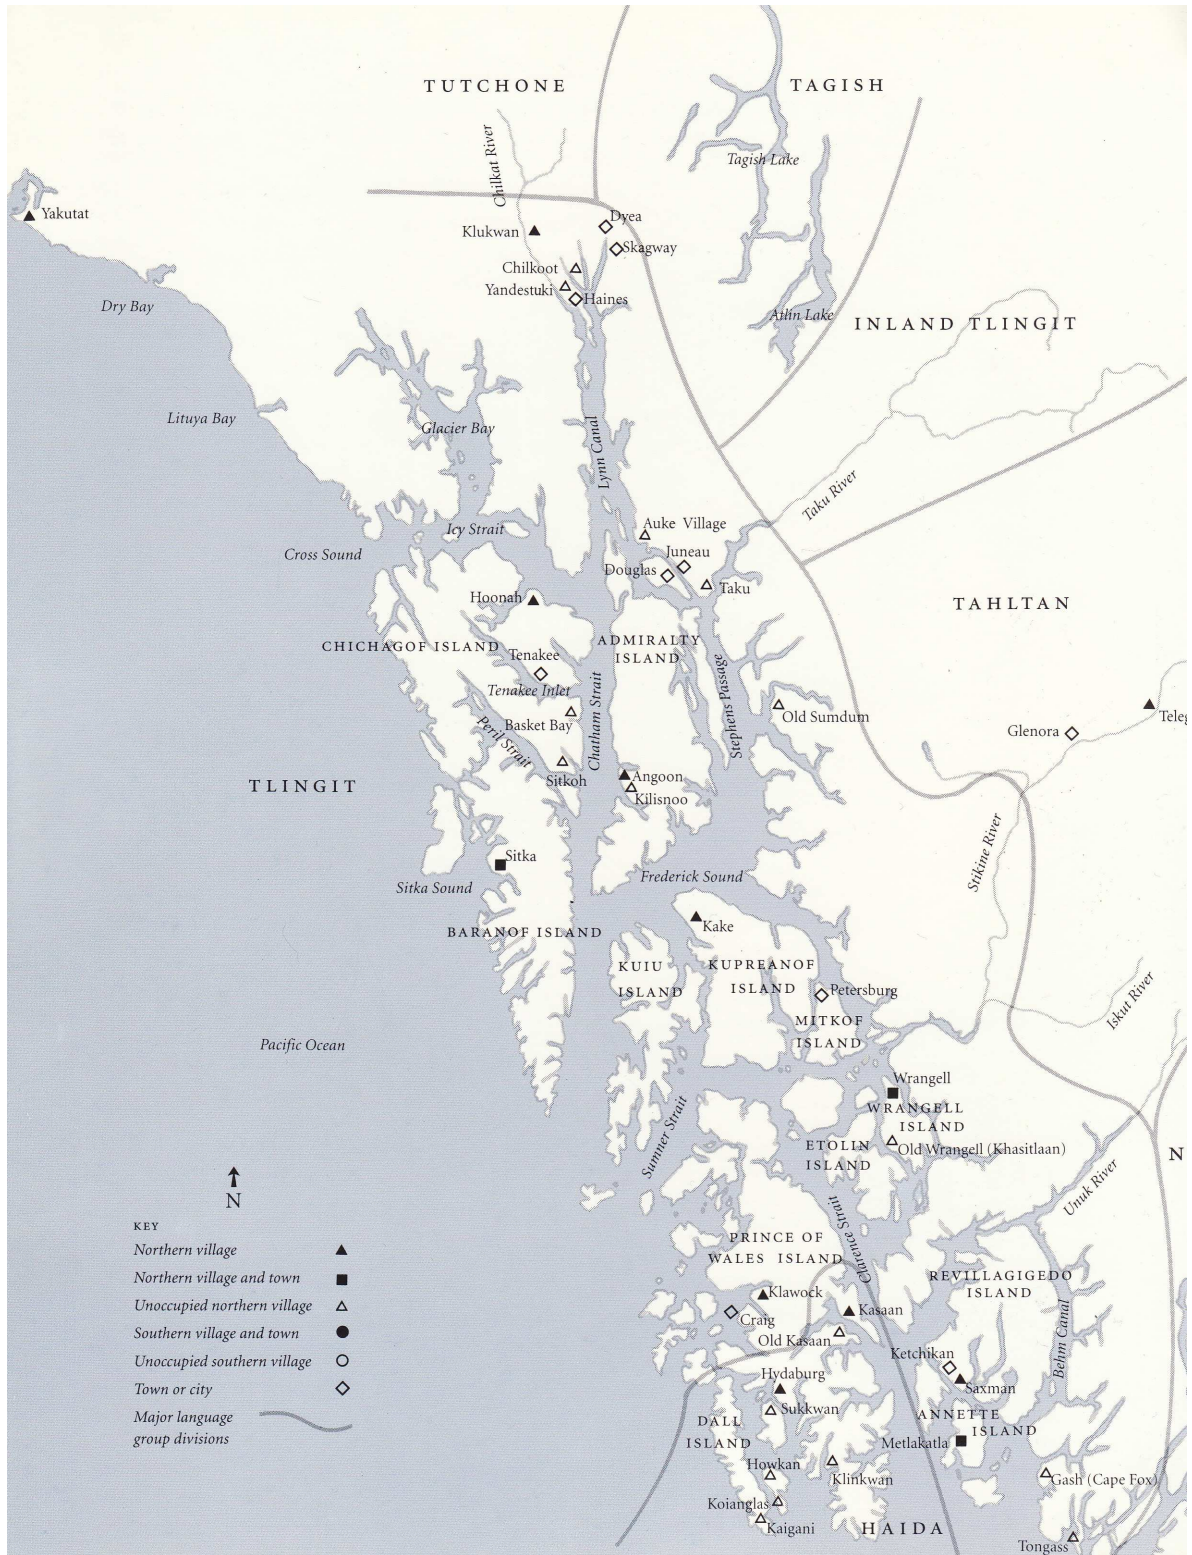 TUTCHONE
TAGISH
Chilkat River
Tagish Lake
Yakutat
Dyea
Klukwan
Skagway
Chilkoot
Yandestuki
Haines
Dry Bay
Atlin Lake
INLAND TLINGIT
Lituya Bay
Glacier Bay
Lynn Canal
Taku River
Icy Strait
Auke Village
Cross Sound
Juneau
Douglas
Taku
Hoonah
TAHLTAN
CHICHAGOF ISLAND
ADMIRALTY
ISLAND
Tenakee
Tenakee Inlet
Chatham Strait
Stephens Passage
Basket Bay
Peril Strait
Old Sumdum
Teleg
Glenora
Sitkoh
Angoon
Kilisnoo
TLINGIT
Stikine River
Sitka
Sitka Sound
Frederick Sound
Kake
BARANOF ISLAND
KUIU
ISLAND
KUPREANOF
ISLAND
Petersburg
Iskut River
MITKOF
ISLAND
Pacific Ocean
Wrangell
WRANGELL
ISLAND
Sumner Strait
ETOLIN
ISLAND
Old Wrangell (Khasitlaan)
N
Unuk River
Clarence Strait
PRINCE OF
WALES ISLAND
REVILLAGIGEDO
ISLAND
Klawock
Craig
Kasaan
Old Kasaan
Behm Canal
Ketchikan
Saxman
Hydaburg
Sukkwan
DALL
ISLAND
ANNETTE
ISLAND
Metlakatla
Howkan
Klinkwan
Gash (Cape Fox)
Koianglas
Kaigani
HAIDA
Tongass
N
KEY
Northern village
Northern village and town
Unoccupied northern village
Southern village and town
Unoccupied southern village
Town or city
Major language
group divisions